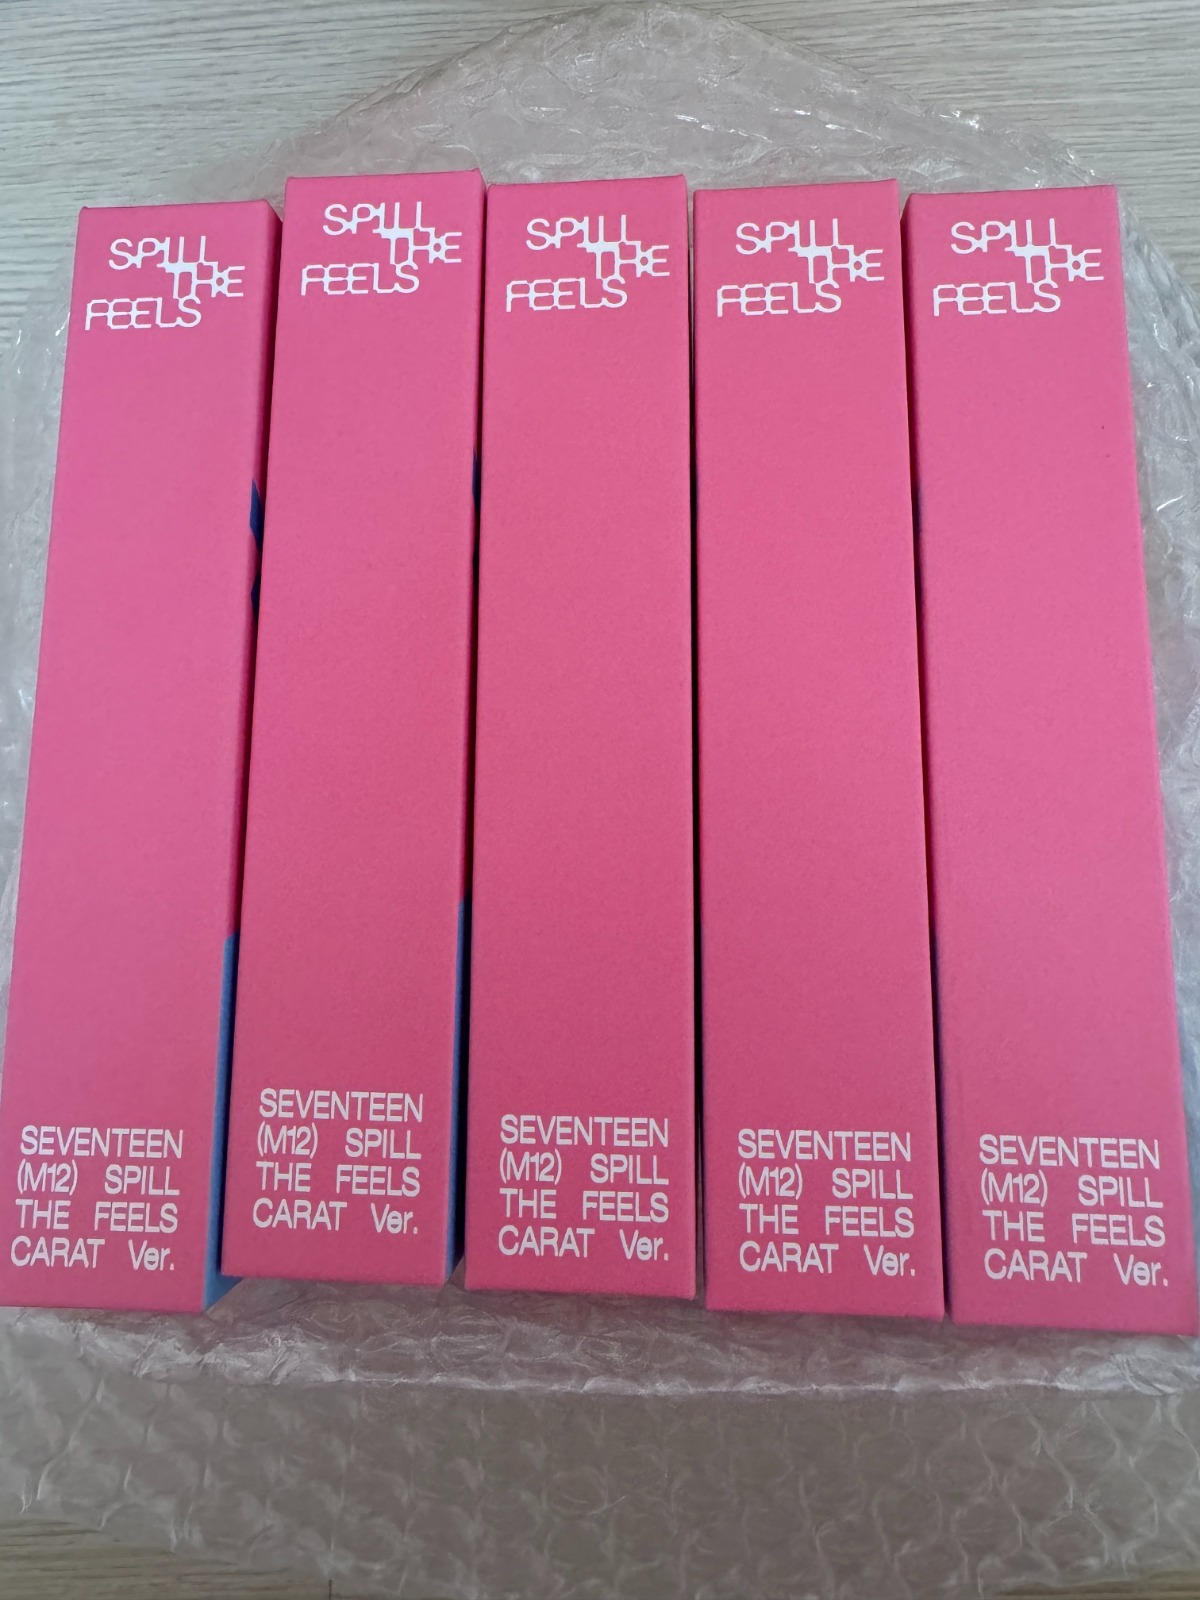 SPILL
THE
FEELS
SEVENTEEN
(M12) SPILL
THE FEELS
CARAT Ver.
SPILL
THE
FEELS
SEVENTEEN
(M12) SPILL
THE FEELS
CARAT Ver.
SPILL
THE
FEELS
SEVENTEEN
(M12) SPILL
THE FEELS
CARAT Ver.
SPILL
THE
FEELS
SEVENTEEN
(M12) SPILL
THE FEELS
CARAT Ver.
SPILL
THE
FEELS
SEVENTEEN
(M12) SPILL
THE FEELS
CARAT Ver.